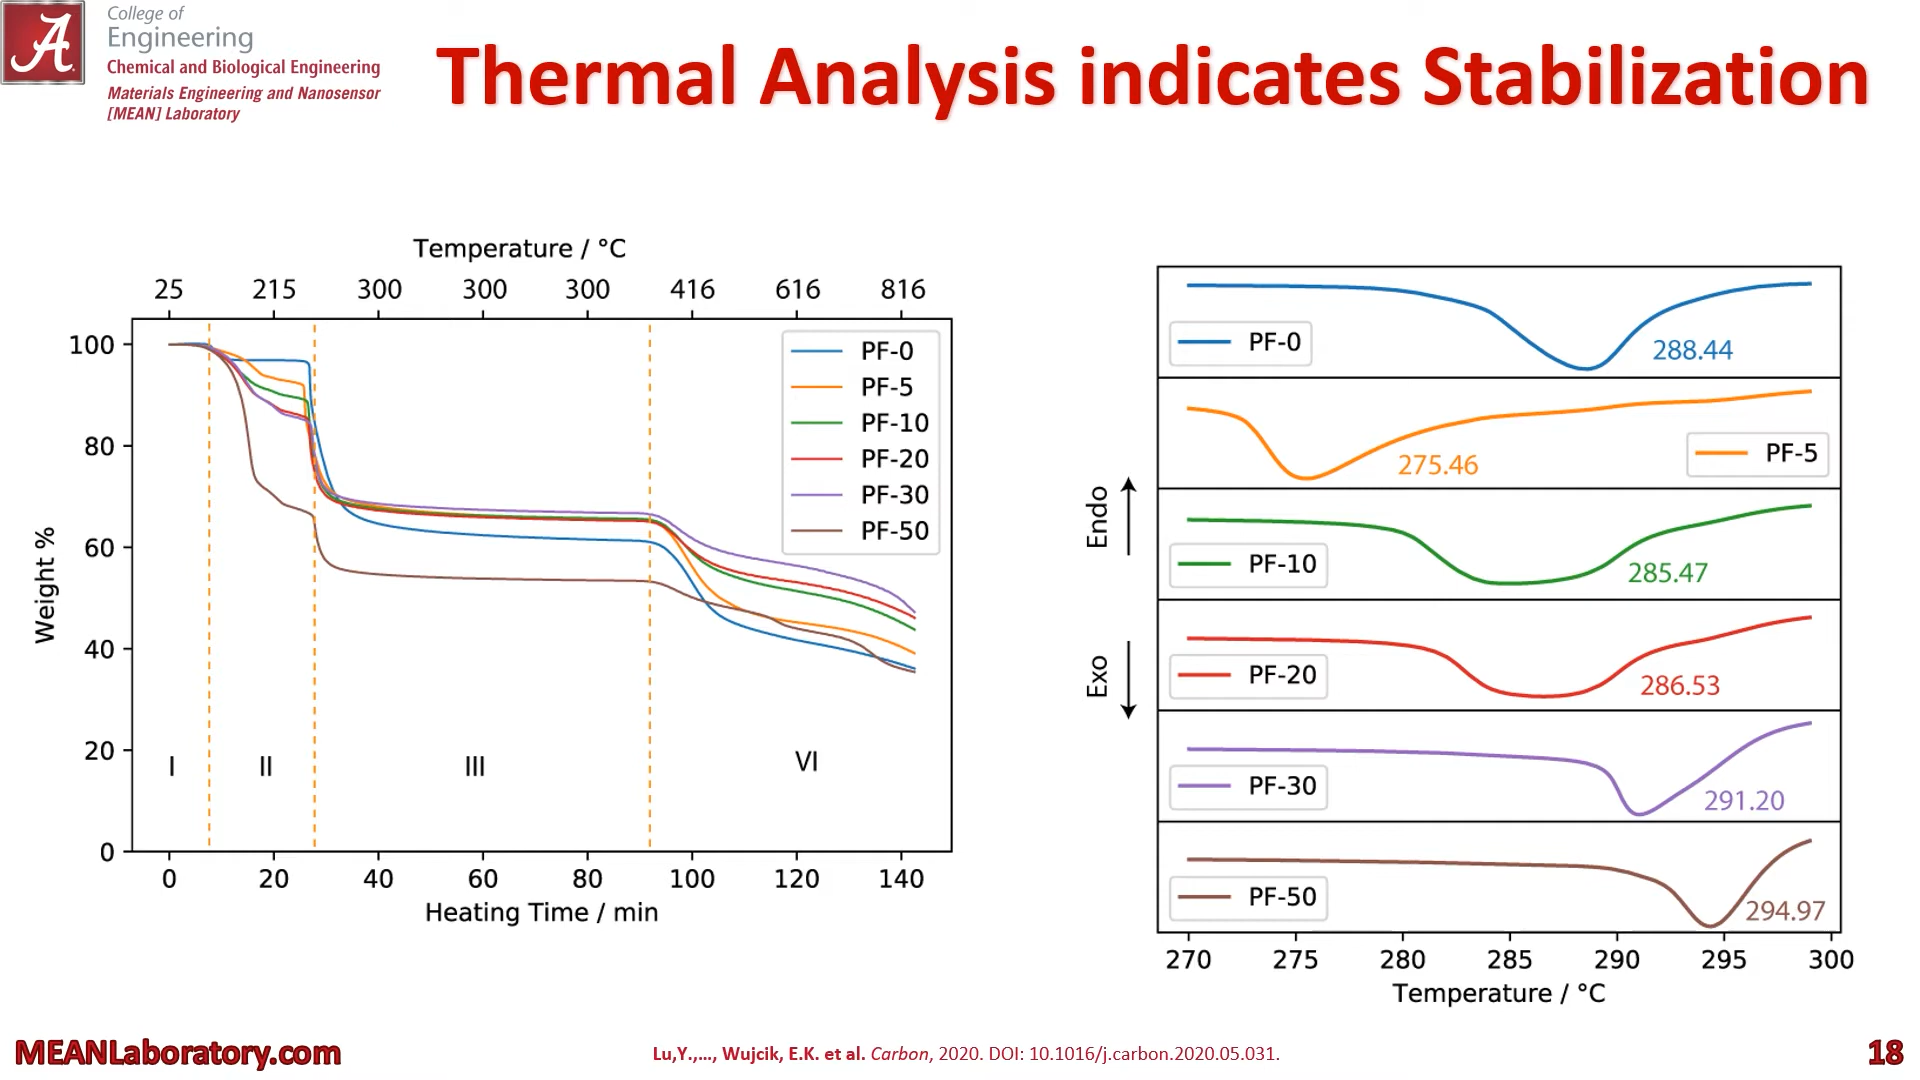 College of
Engineering
Chemical and Biological Engineering
Materials Engineering and Nanosensor
[MEAN] Laboratory
Thermal Analysis indicates Stabilization
Temperature / °C
25 215 300 300 300 416 616 816
Weight %
100
80
60
40
20
0
PF-0
PF-5
PF-10
PF-20
PF-30
PF-50
I II III VI
0 20 40 60 80 100 120 140
Heating Time / min
Endo
Exo
PF-0
288.44
275.46
PF-5
PF-10
285.47
PF-20
286.53
PF-30
291.20
PF-50
294.97
270 275 280 285 290 295 300
Temperature / °C
MEANLaboratory.com
Lu,Y.,..., Wujcik, E.K. et al. Carbon, 2020. DOI: 10.1016/j.carbon.2020.05.031.
18